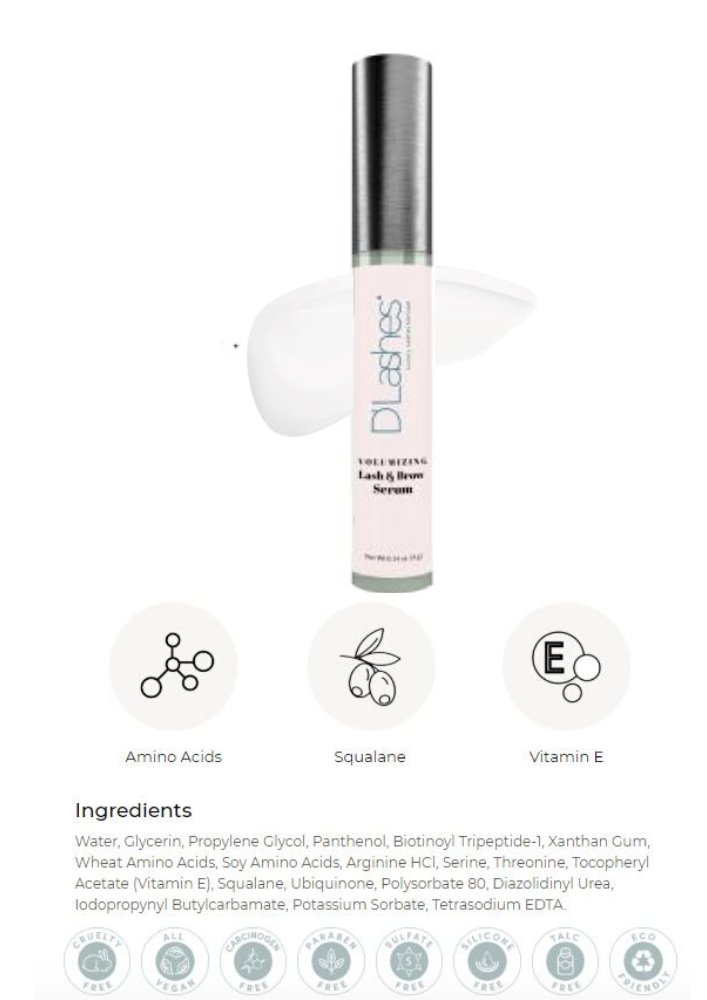 D'Lashes
VOLUMIZING
Lash & Brow
Serum
E
Amino Acids Squalane Vitamin E
Ingredients
Water, Glycerin, Propylene Glycol, Panthenol, Biotinoyl Tripeptide-1, Xanthan Gum,
Wheat Amino Acids, Soy Amino Acids, Arginine HCl, Serine, Threonine, Tocopheryl
Acetate (Vitamin E), Squalane, Ubiquinone, Polysorbate 80, Diazolidinyl Urea,
Iodopropynyl Butylcarbamate, Potassium Sorbate, Tetrasodium EDTA.
CRUELTY FREE
ALL VEGAN
CARCINOGEN FREE
PARABEN FREE
SULFATE S FREE
SILICONE FREE
TALC FREE
ECO FRIENDLY